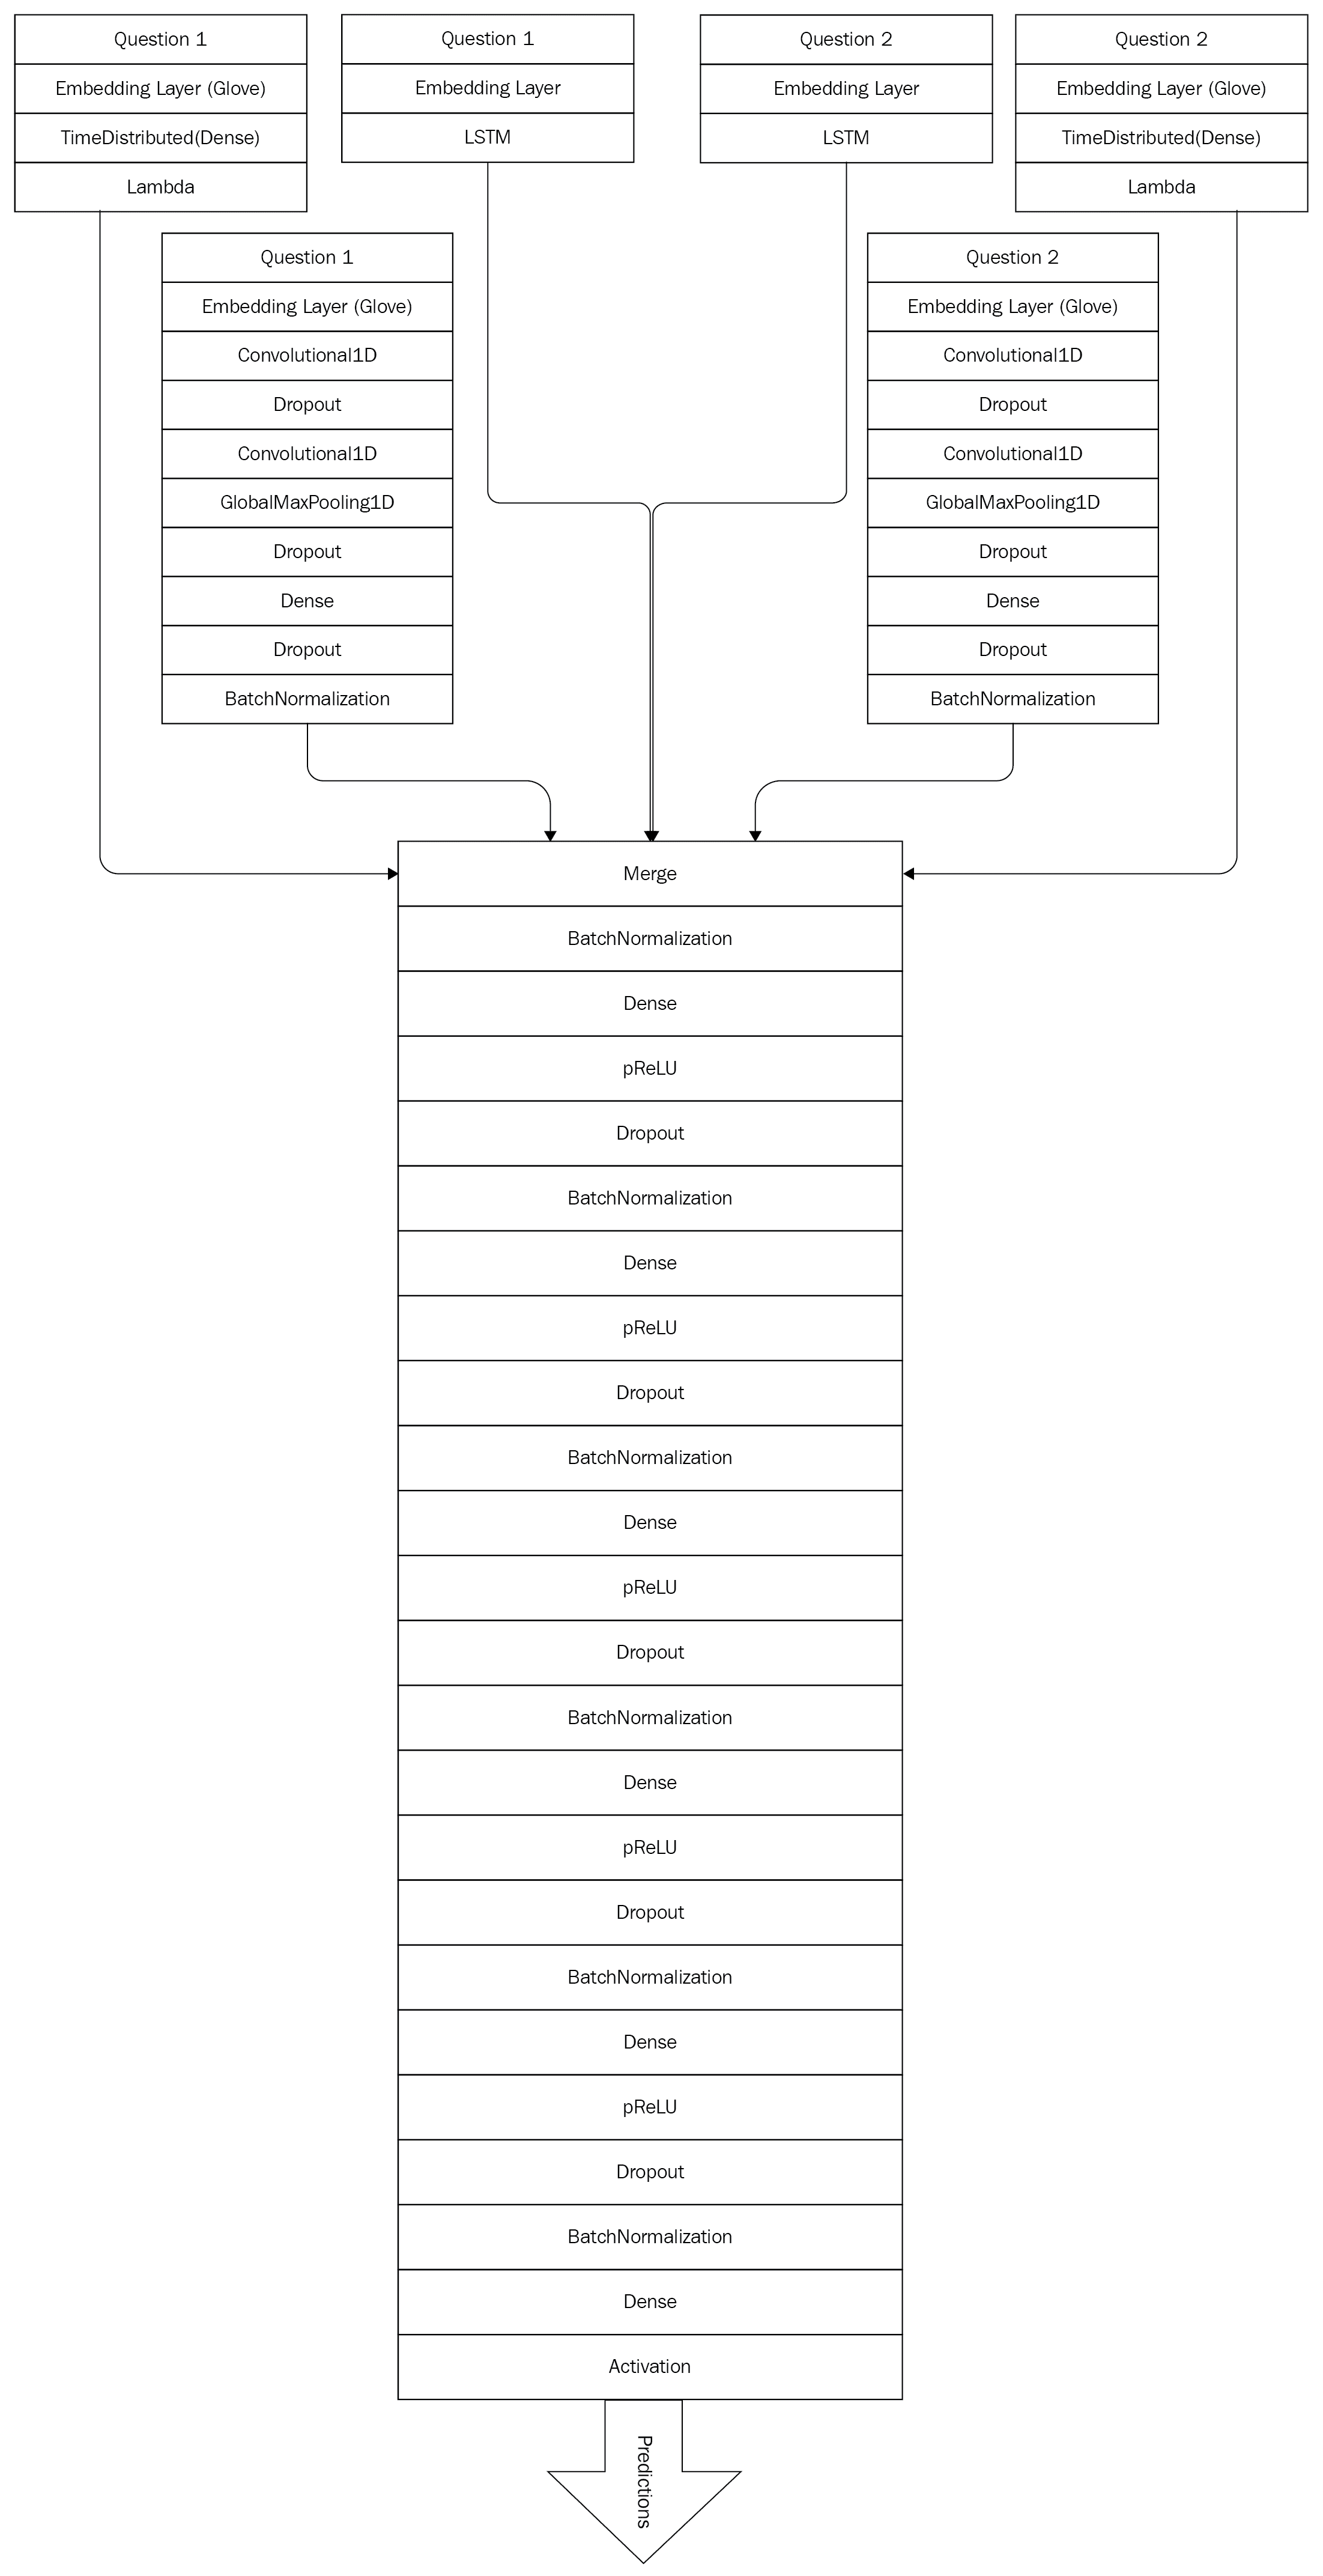 Question 1
Embedding Layer (Glove)
TimeDistributed(Dense)
Lambda
Question 1
Embedding Layer
LSTM
Question 2
Embedding Layer
LSTM
Question 2
Embedding Layer (Glove)
TimeDistributed(Dense)
Lambda
Question 1
Embedding Layer (Glove)
Convolutional1D
Dropout
Convolutional1D
GlobalMaxPooling1D
Dropout
Dense
Dropout
BatchNormalization
Question 2
Embedding Layer (Glove)
Convolutional1D
Dropout
Convolutional1D
GlobalMaxPooling1D
Dropout
Dense
Dropout
BatchNormalization
Merge
BatchNormalization
Dense
pReLU
Dropout
BatchNormalization
Dense
pReLU
Dropout
BatchNormalization
Dense
pReLU
Dropout
BatchNormalization
Dense
pReLU
Dropout
BatchNormalization
Dense
pReLU
Dropout
BatchNormalization
Dense
Activation
Predictions